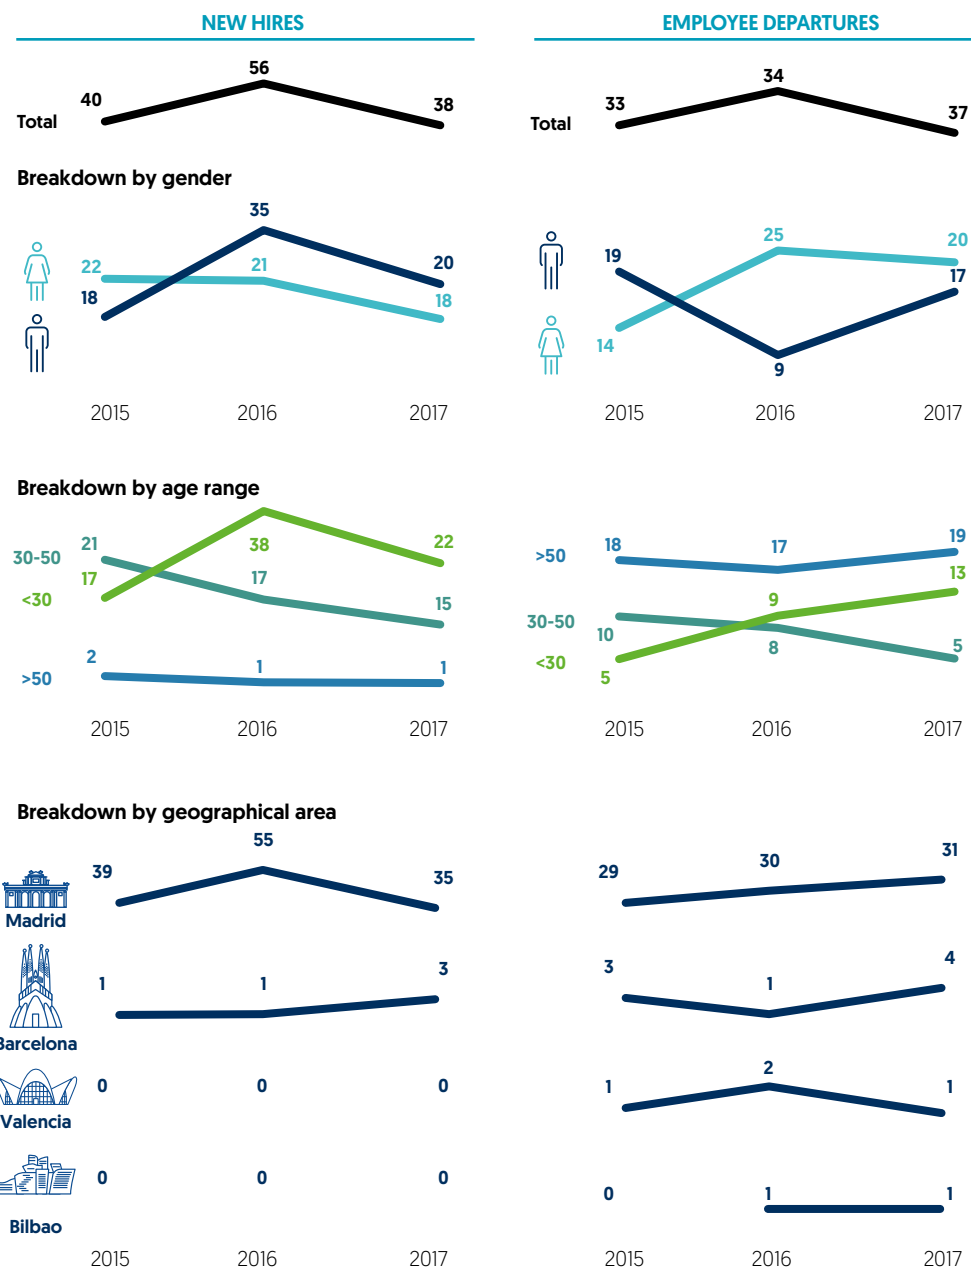 NEW HIRES
EMPLOYEE DEPARTURES
Total
40
56
38
Total
33
34
37
Breakdown by gender
22
18
35
21
20
18
19
14
25
9
20
17
2015 2016 2017
2015 2016 2017
Breakdown by age range
30-50
<30
>50
21
17
2
38
17
1
22
15
1
>50
30-50
<30
18
10
5
17
9
8
19
13
5
2015 2016 2017
2015 2016 2017
Breakdown by geographical area
Madrid
39 55 35
29 30 31
Barcelona
1 1 3
3 1 4
Valencia
0 0 0
1 2 1
Bilbao
0 0 0
0 1 1
2015 2016 2017
2015 2016 2017